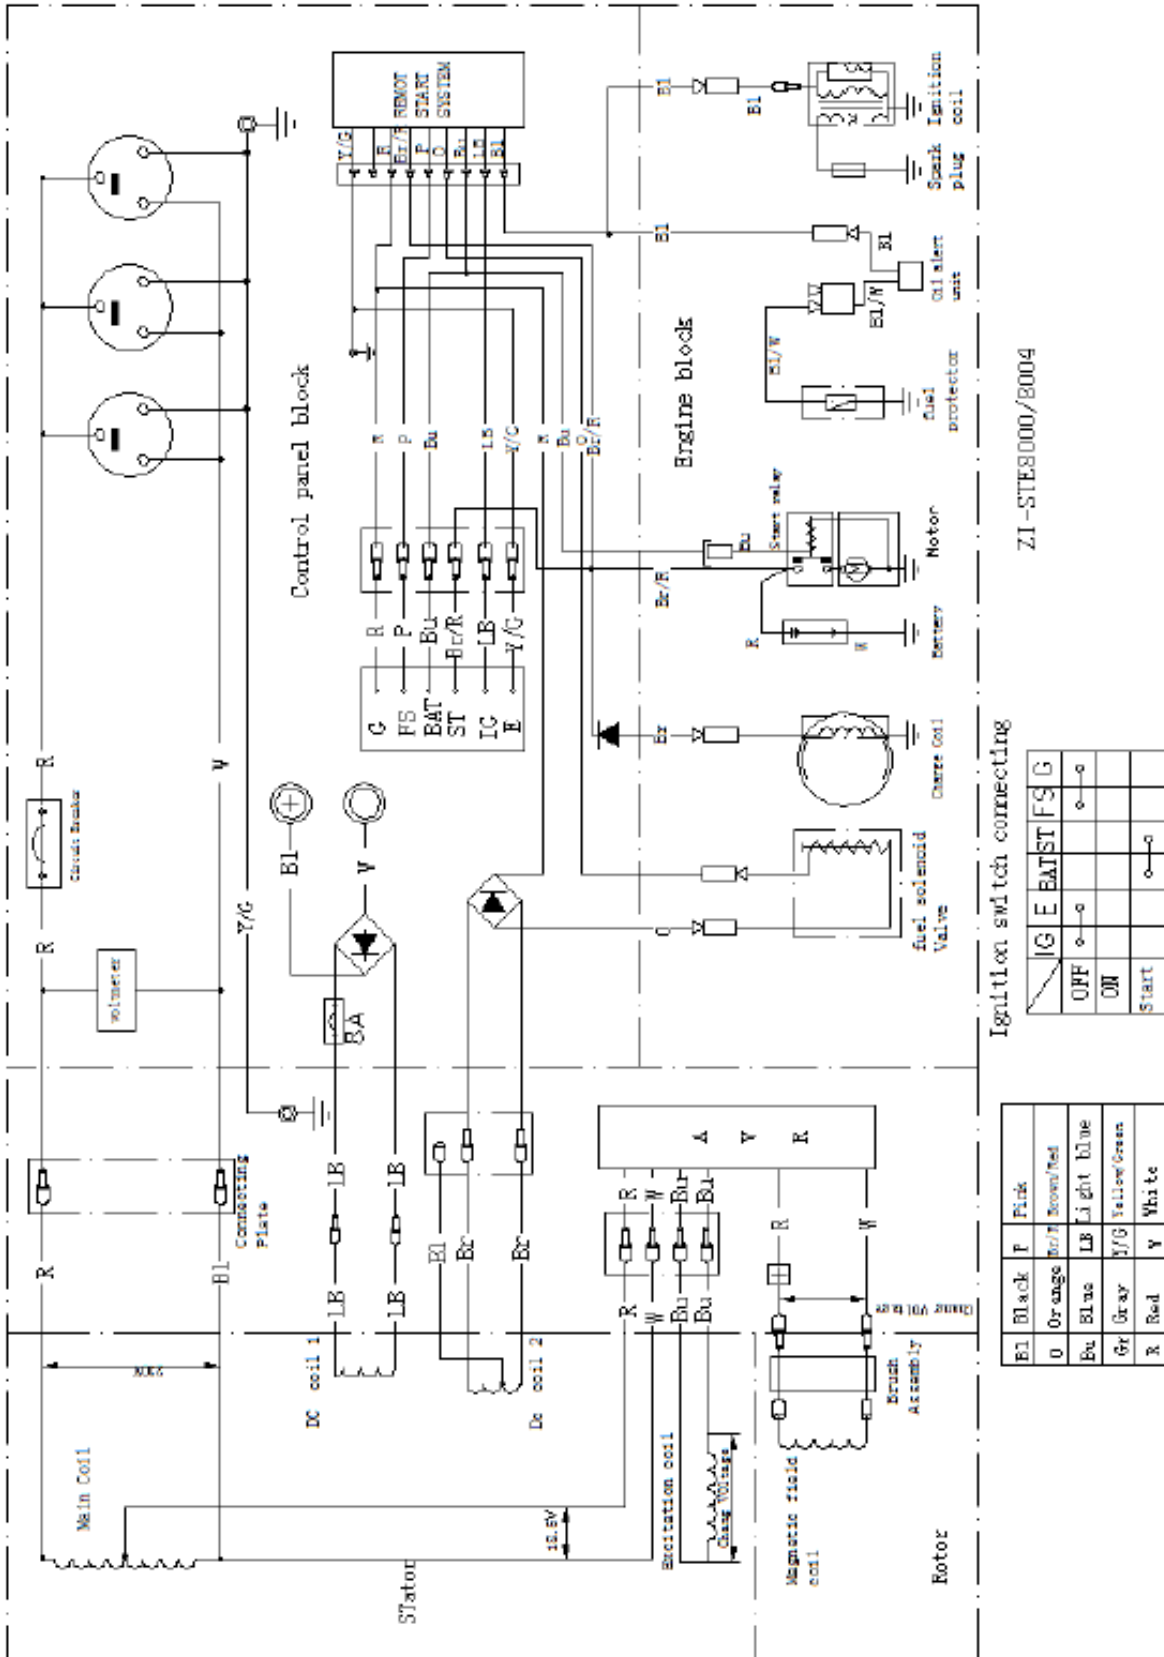 REMOT
START
SYSTEM
Y/G
R
Br/R
P
O
Bu
LB
Bl
Bl
Bl
Ignition
coil
Spark
plug
Bl
Bl
Oil alert
unit
Bl/W
Bl/W
fuel
protector
Control panel block
Engine block
R
P
Bu
LB
Y/G
R
Bu
O
Br/R
Start relay
Bu
M
Motor
Br/R
R
W
Battery
R
P
Bu
Br/R
LB
Y/G
G
FS
BAT
ST
IG
E
Br
Charge Coil
R
Circuit Breaker
R
W
Y/G
Bl
W
O
fuel solenoid
Valve
voltmeter
8A
Connecting
Plate
R
Bl
LB
LB
LB
LB
Bl
Br
Br
R
W
Bu
Bu
A V R
R
W
Bu
Bu
R
W
DC coil 1
Dc coil 2
Brush
Assembly
Main Coil
STator
Excitation coil
Chang Voltage
Magnetic field
coil
Rotor
ZI-STE8000/8004
Ignition switch connecting
IG E BAT ST FS G
OFF
ON
Start
Bl Black P Pink
O Orange Br/R Brown/Red
Bu Blue LB Light blue
Gr Gray Y/G Yellow/Green
R Red W White